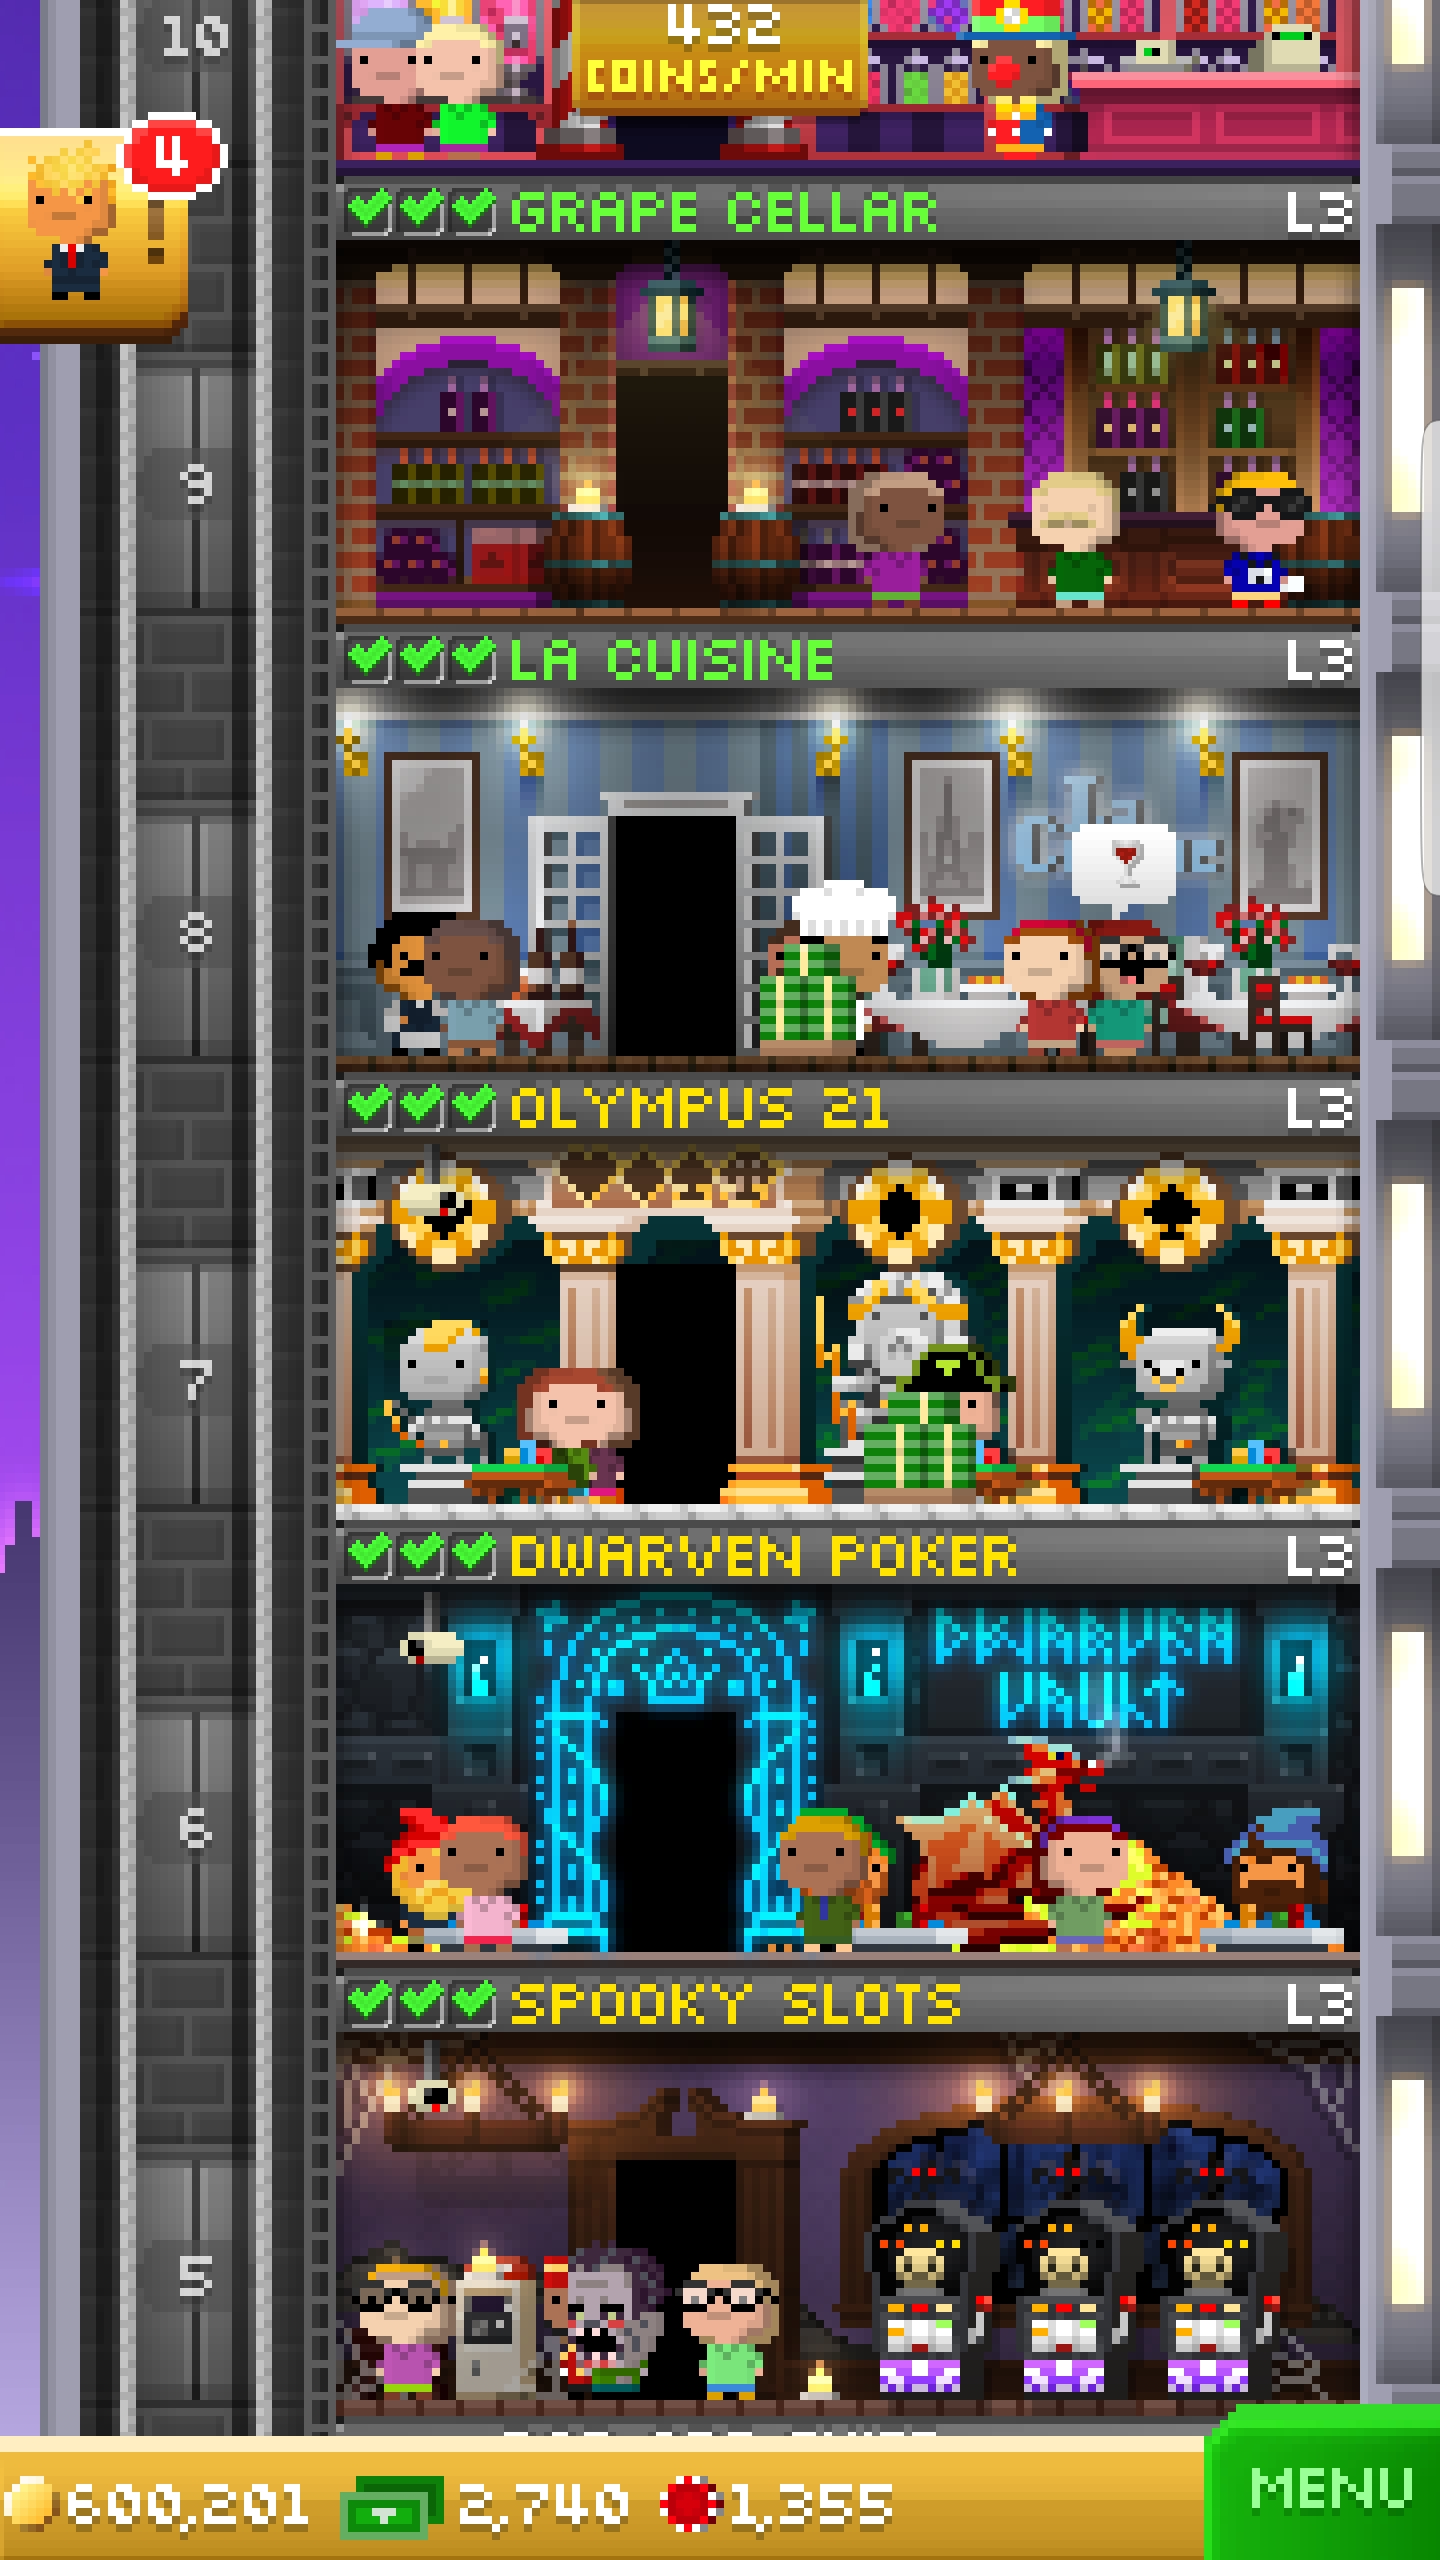 10
432
COINS/MIN
4
!
GRAPE CELLAR L3
9
LA CUISINE L3
8
OLYMPUS 21 L3
7
DWARVEN POKER L3
DWARVEN
VAULT
6
SPOOKY SLOTS L3
5
600,201 2,740 1,355
MENU